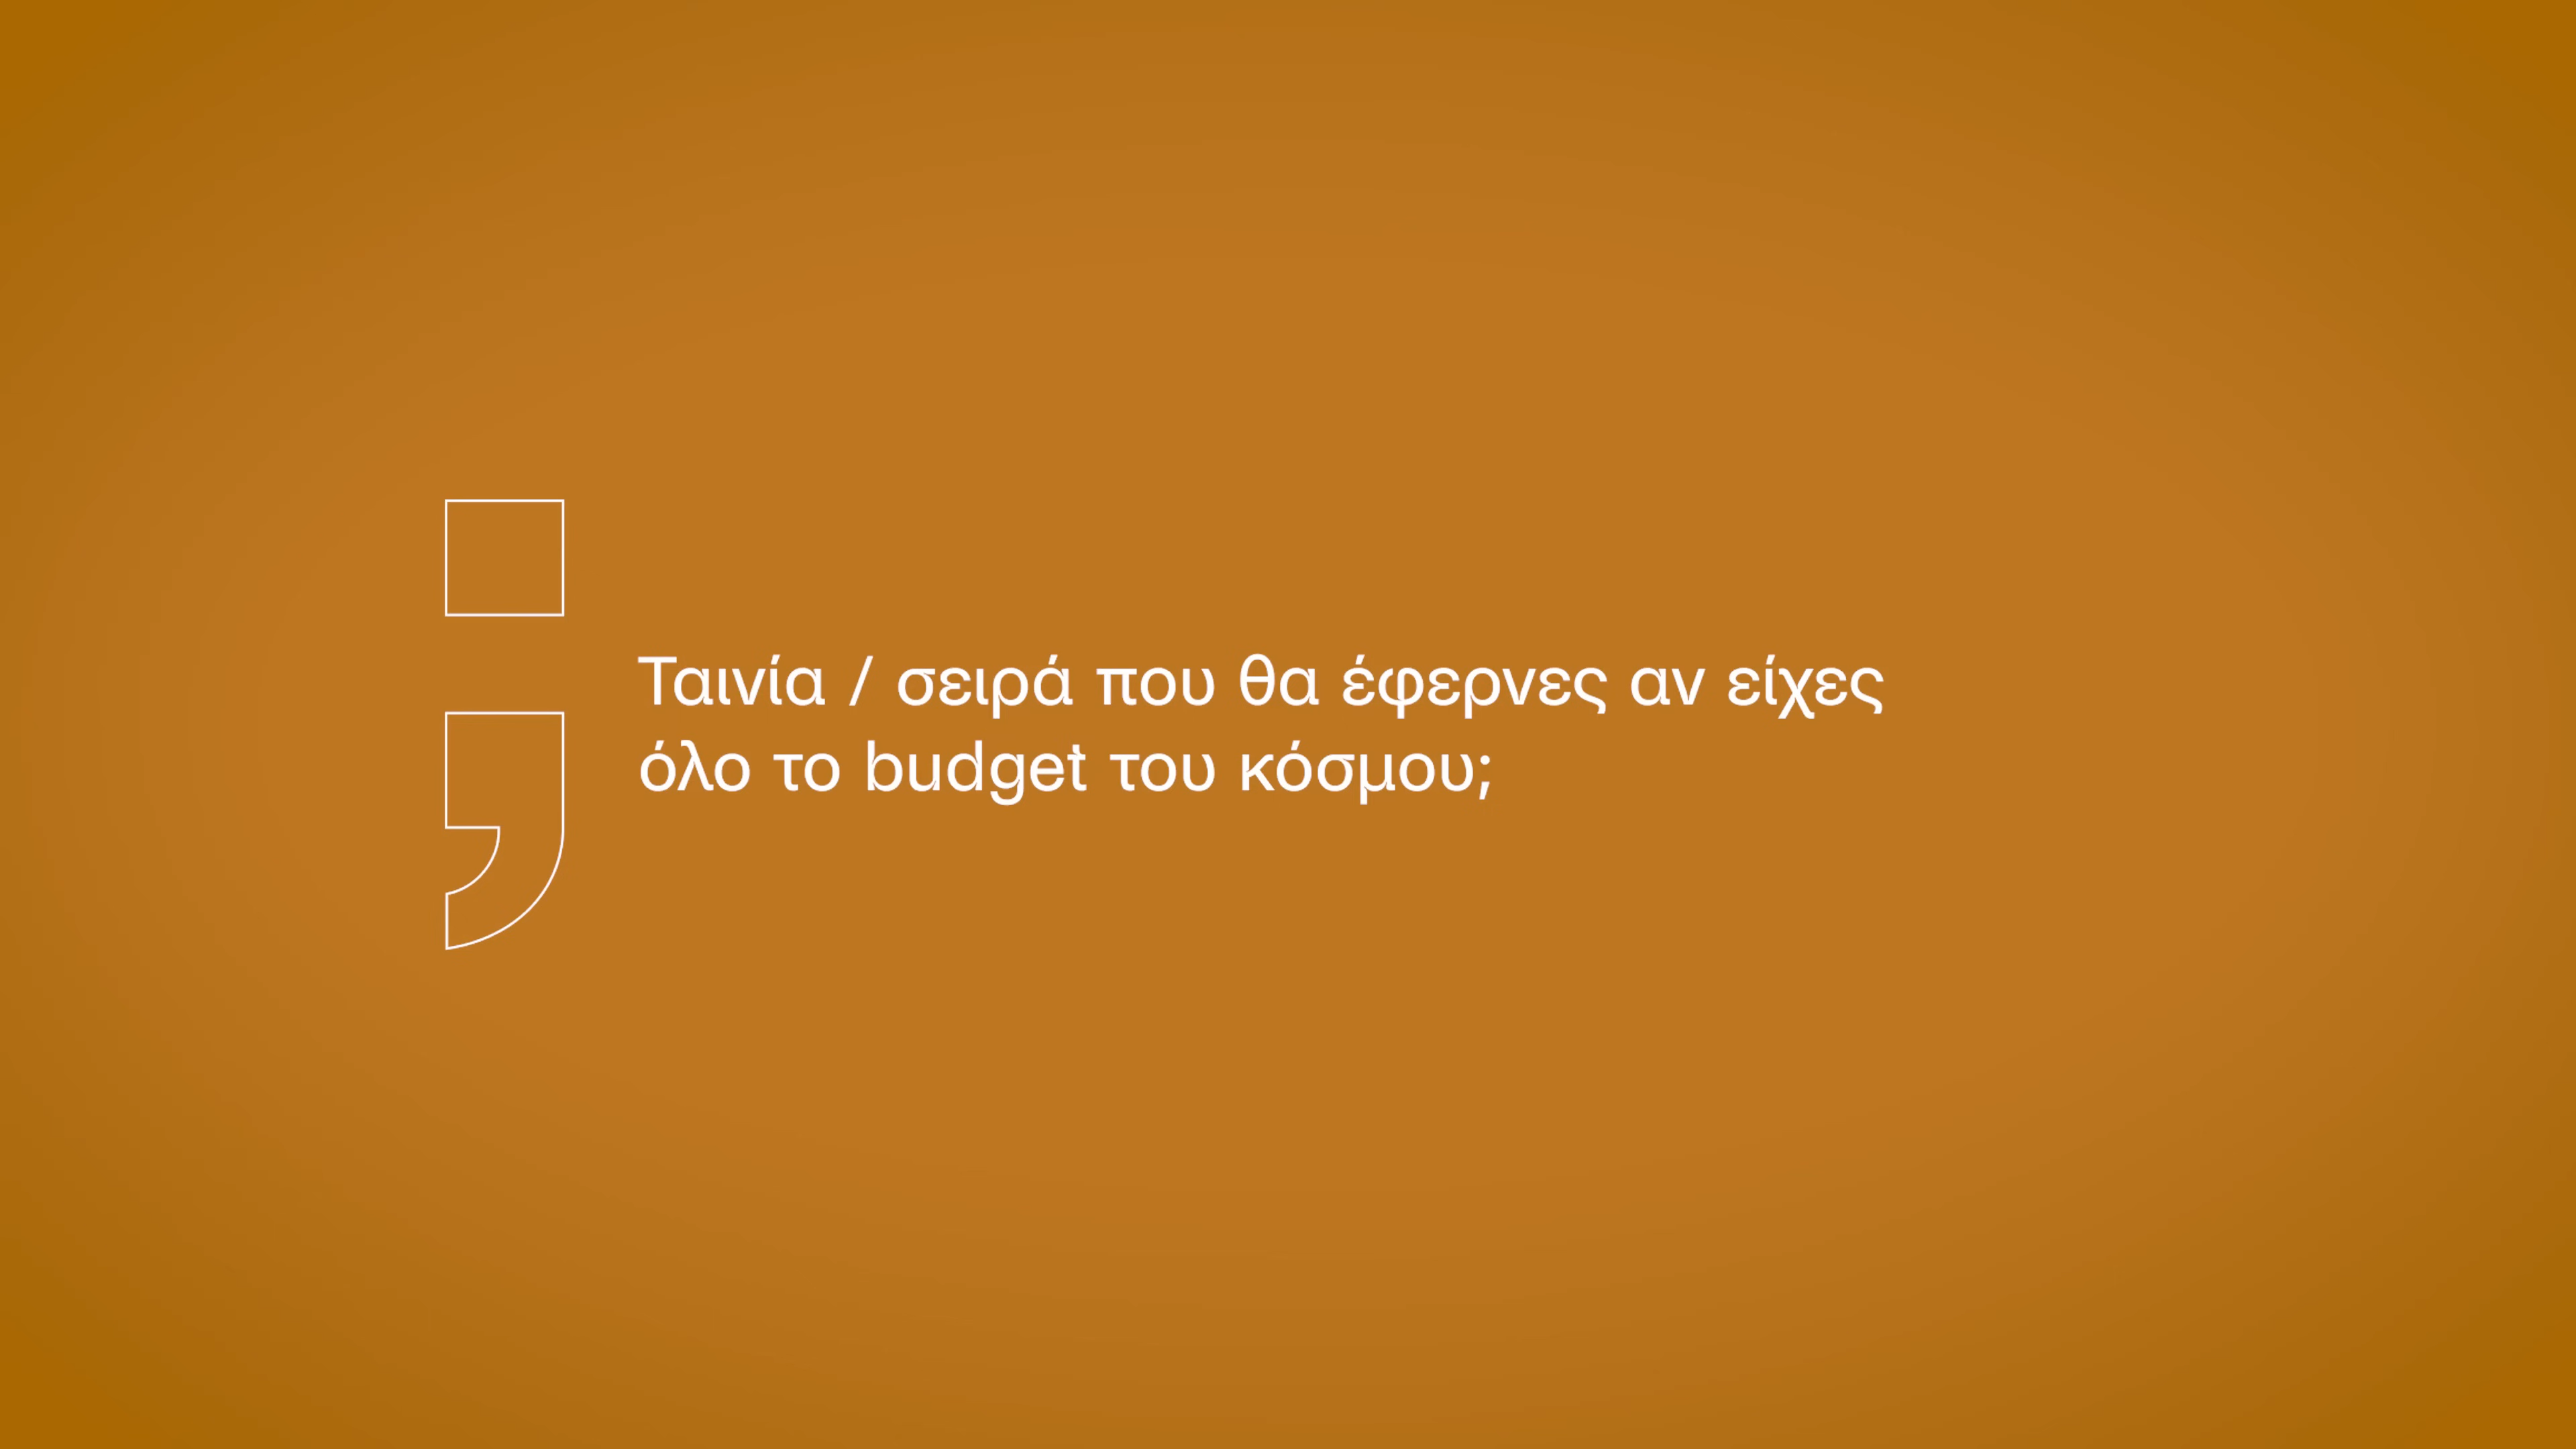 Ταινία / σειρά που θα έφερνες αν είχες
όλο το budget του κόσμου;